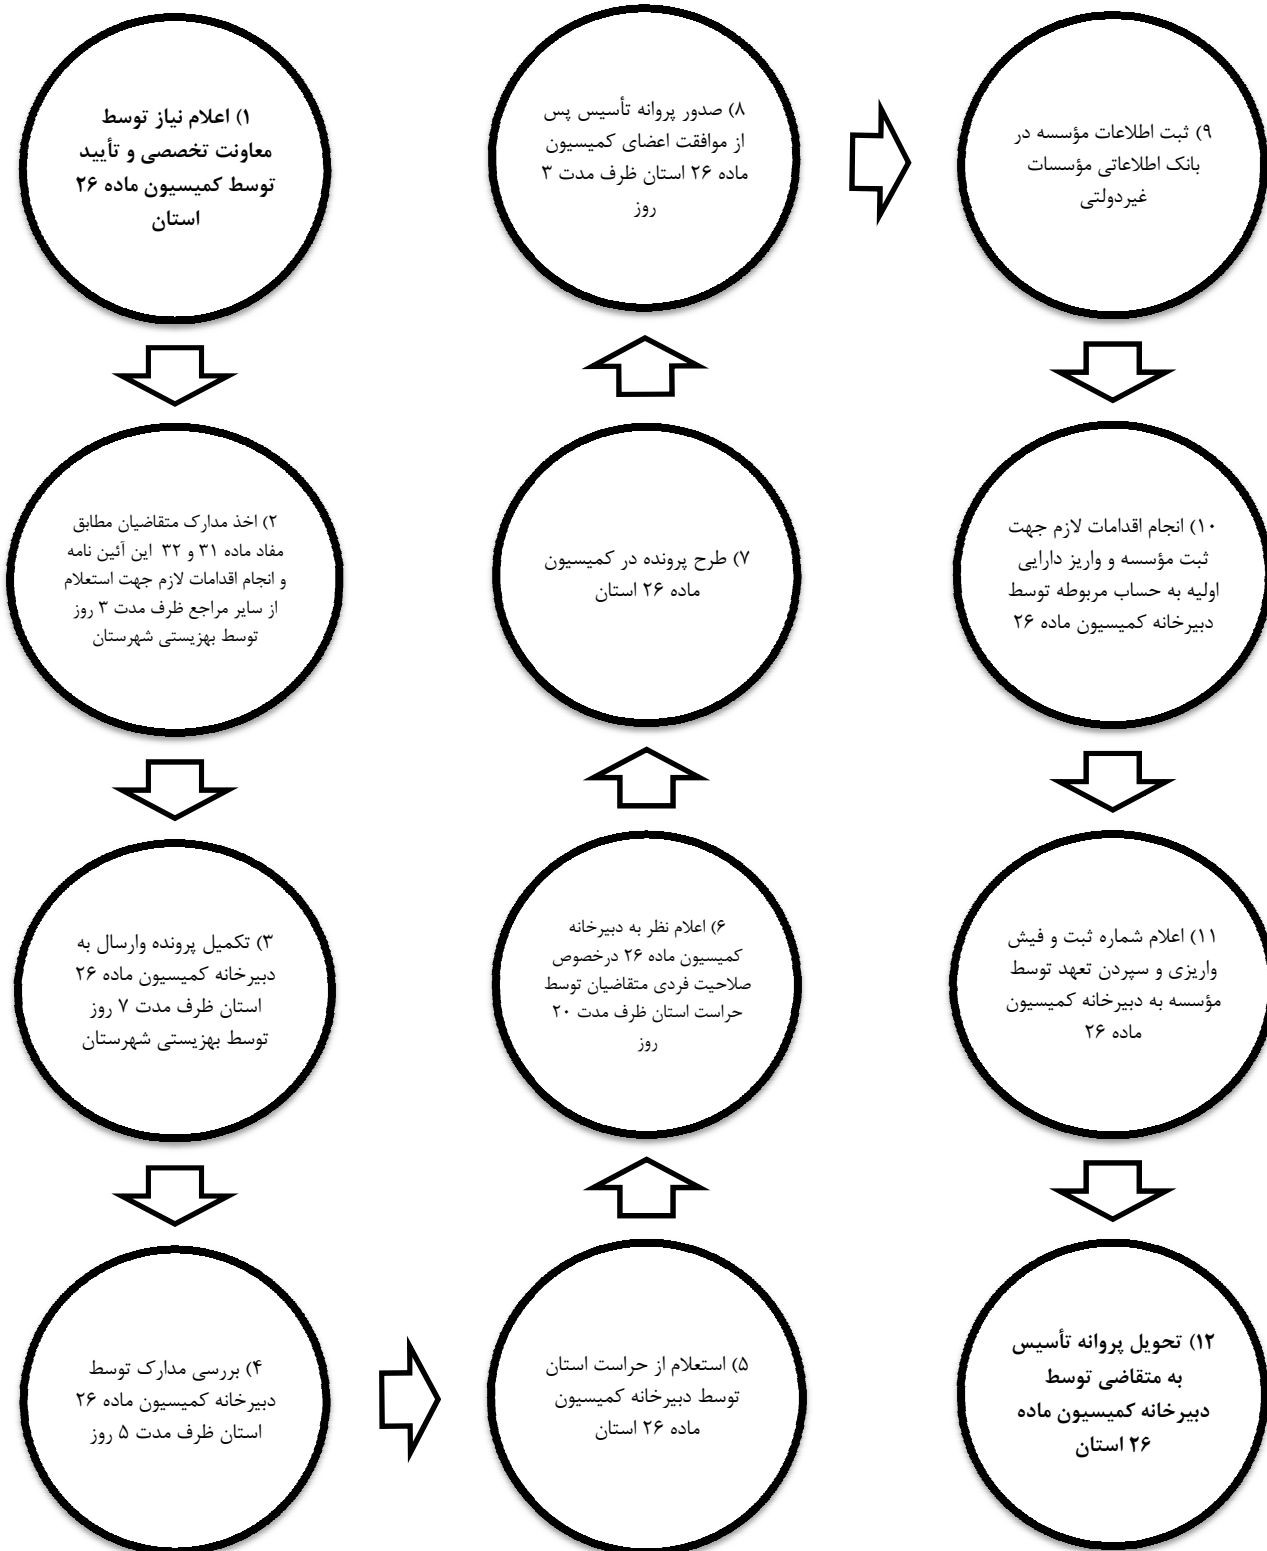 ۱) اعلام نیاز توسط
معاونت تخصصی و تأیید
توسط کمیسیون ماده ۲۶
استان
۲) اخذ مدارک متقاضیان مطابق
مفاد ماده ۳۱ و ۳۲ این آئین نامه
و انجام اقدامات لازم جهت استعلام
از سایر مراجع ظرف مدت ۳ روز
توسط بهزیستی شهرستان
۳) تکمیل پرونده وارسال به
دبیرخانه کمیسیون ماده ۲۶
استان ظرف مدت ۷ روز
توسط بهزیستی شهرستان
۴) بررسی مدارک توسط
دبیرخانه کمیسیون ماده ۲۶
استان ظرف مدت ۵ روز
۵) استعلام از حراست استان
توسط دبیرخانه کمیسیون
ماده ۲۶ استان
۶) اعلام نظر به دبیرخانه
کمیسیون ماده ۲۶ درخصوص
صلاحیت فردی متقاضیان توسط
حراست استان ظرف مدت ۲۰
روز
۷) طرح پرونده در کمیسیون
ماده ۲۶ استان
۸) صدور پروانه تأسیس پس
از موافقت اعضای کمیسیون
ماده ۲۶ استان ظرف مدت ۳
روز
۹) ثبت اطلاعات مؤسسه در
بانک اطلاعاتی مؤسسات
غیردولتی
۱۰) انجام اقدامات لازم جهت
ثبت مؤسسه و واریز دارایی
اولیه به حساب مربوطه توسط
دبیرخانه کمیسیون ماده ۲۶
۱۱) اعلام شماره ثبت و فیش
واریزی و سپردن تعهد توسط
مؤسسه به دبیرخانه کمیسیون
ماده ۲۶
۱۲) تحویل پروانه تأسیس
به متقاضی توسط
دبیرخانه کمیسیون ماده
۲۶ استان